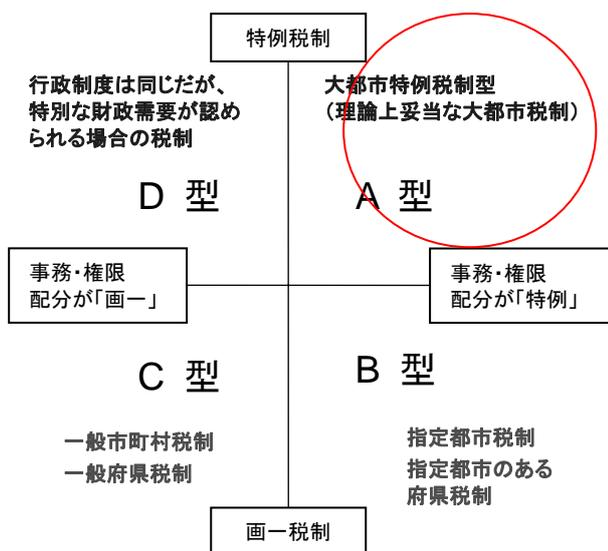 特例税制
行政制度は同じだが、
特別な財政需要が認め
られる場合の税制
大都市特例税制型
（理論上妥当な大都市税制）
D 型
A 型
事務・権限
配分が「画一」
事務・権限
配分が「特例」
C 型
B 型
一般市町村税制
一般府県税制
指定都市税制
指定都市のある
府県税制
画一税制